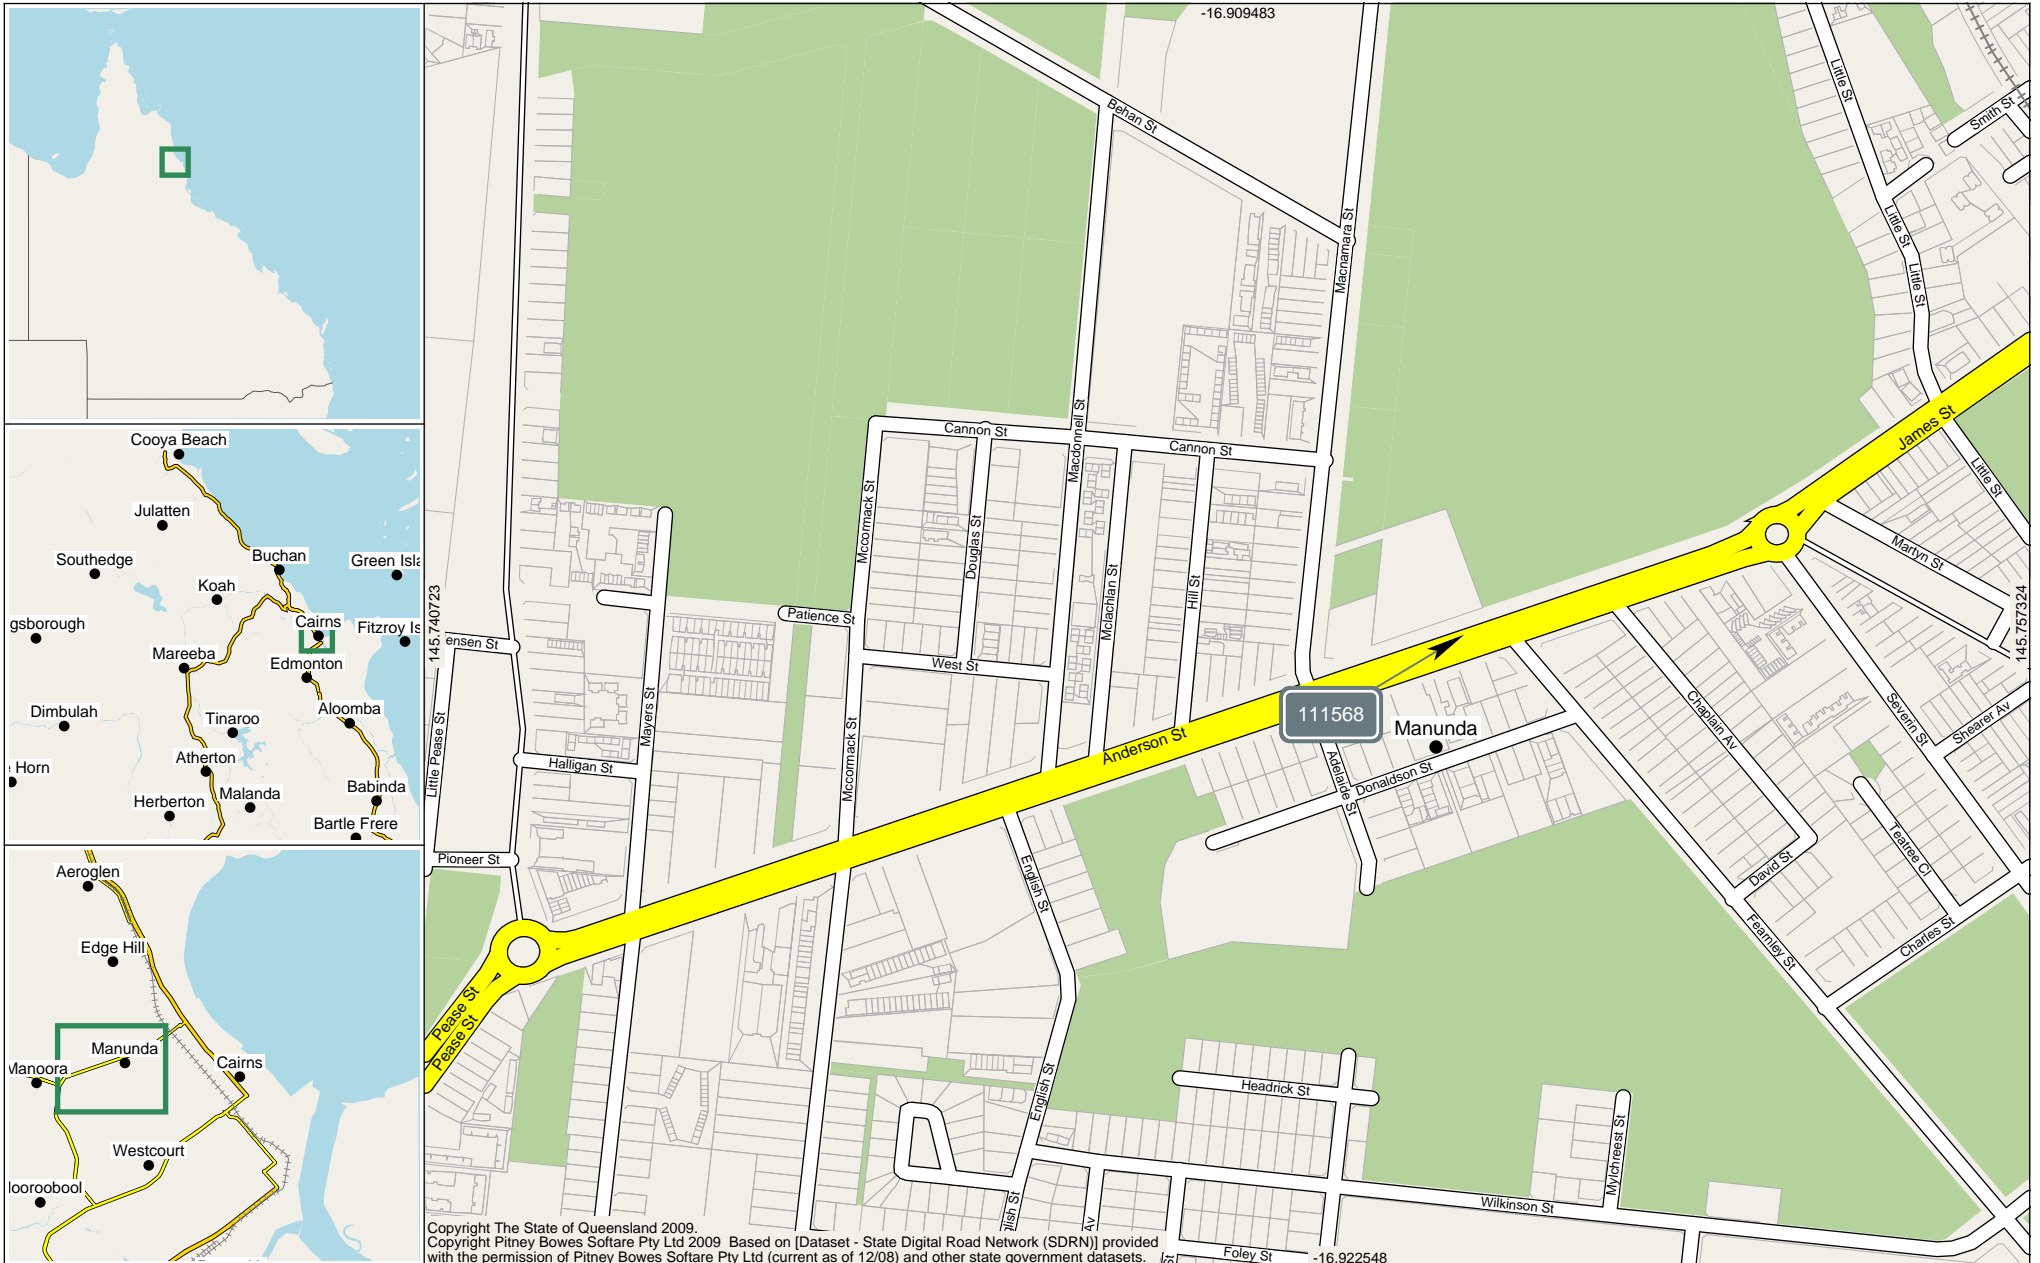 -16.909483
Behan St
Little St
Smith St
Little St
Little St
Macnamara St
James St
Cannon St
Cannon St
Macdonnell St
Little St
Mccormack St
Douglas St
Martyn St
Mclachlan St
Hill St
Patience St
West St
145.740723
145.757324
ensen St
Mayers St
Little Pease St
Halligan St
Mccormack St
Anderson St
111568
Manunda
Adelaide St
Donaldson St
Chaplain Av
Severin St
Shearer Av
Teatree Cl
David St
Charles St
Fearnley St
Pioneer St
English St
Pease St
Pease St
Headrick St
English St
Mylchreest St
Wilkinson St
glish St
Av
St
Foley St
-16.922548
Cooya Beach
Julatten
Southedge
Buchan
Green Isla
Koah
gsborough
Cairns
Fitzroy Is
Mareeba
Edmonton
Dimbulah
Tinaroo
Aloomba
Atherton
Horn
Malanda
Babinda
Herberton
Bartle Frere
Aeroglen
Edge Hill
Manunda
Manoora
Cairns
Westcourt
ooroobool
Copyright The State of Queensland 2009.
Copyright Pitney Bowes Softare Pty Ltd 2009 Based on [Dataset - State Digital Road Network (SDRN)] provided
with the permission of Pitney Bowes Softare Pty Ltd (current as of 12/08) and other state government datasets.